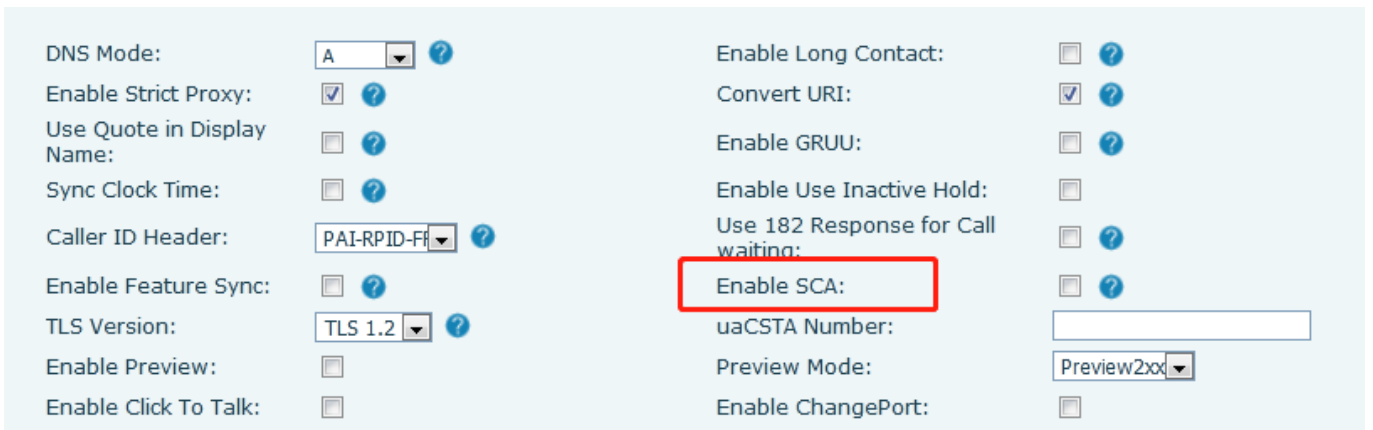 DNS Mode: A ? Enable Long Contact: ?
Enable Strict Proxy: ? Convert URI: ?
Use Quote in Display
Name: ? Enable GRUU: ?
Sync Clock Time: ? Enable Use Inactive Hold:
Caller ID Header: PAI-RPID-FR ? Use 182 Response for Call
waiting: ?
Enable Feature Sync: ? Enable SCA: ?
TLS Version: TLS 1.2 ? uaCSTA Number:
Enable Preview: Preview Mode: Preview2xx
Enable Click To Talk: Enable ChangePort: